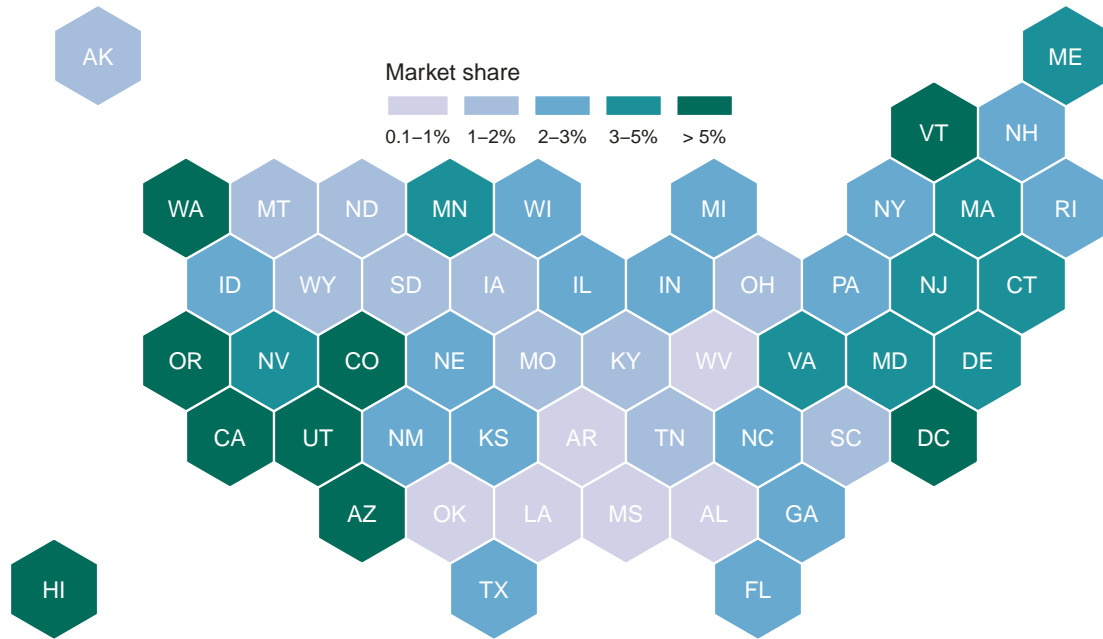 AK
ME
Market share
0.1–1% 1–2% 2–3% 3–5% > 5%
VT NH
WA MT ND MN WI MI NY MA RI
ID WY SD IA IL IN OH PA NJ CT
OR NV CO NE MO KY WV VA MD DE
CA UT NM KS AR TN NC SC DC
AZ OK LA MS AL GA
HI TX FL